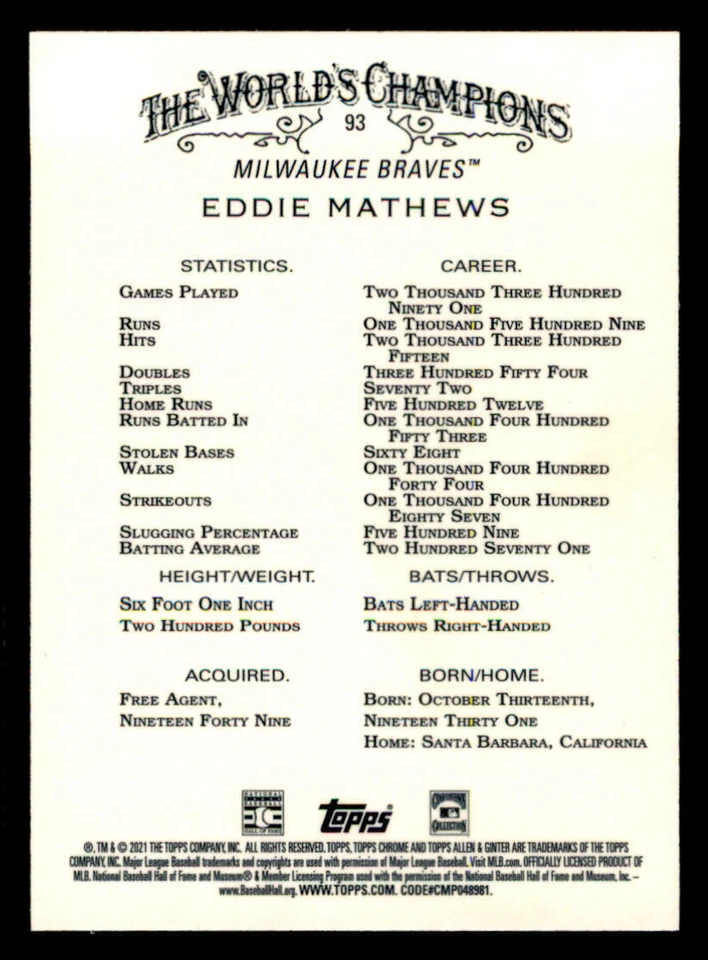 THE WORLD'S CHAMPIONS
93
MILWAUKEE BRAVES™
EDDIE MATHEWS
STATISTICS. CAREER.
GAMES PLAYED TWO THOUSAND THREE HUNDRED
NINETY ONE
RUNS ONE THOUSAND FIVE HUNDRED NINE
HITS TWO THOUSAND THREE HUNDRED
FIFTEEN
DOUBLES THREE HUNDRED FIFTY FOUR
TRIPLES SEVENTY TWO
HOME RUNS FIVE HUNDRED TWELVE
RUNS BATTED IN ONE THOUSAND FOUR HUNDRED
FIFTY THREE
STOLEN BASES SIXTY EIGHT
WALKS ONE THOUSAND FOUR HUNDRED
FORTY FOUR
STRIKEOUTS ONE THOUSAND FOUR HUNDRED
EIGHTY SEVEN
SLUGGING PERCENTAGE FIVE HUNDRED NINE
BATTING AVERAGE TWO HUNDRED SEVENTY ONE
HEIGHT/WEIGHT. BATS/THROWS.
SIX FOOT ONE INCH BATS LEFT-HANDED
TWO HUNDRED POUNDS THROWS RIGHT-HANDED
ACQUIRED. BORN/HOME.
FREE AGENT, BORN: OCTOBER THIRTEENTH,
NINETEEN FORTY NINE NINETEEN THIRTY ONE
HOME: SANTA BARBARA, CALIFORNIA
NATIONAL BASEBALL HALL OF FAME topps® COOPERSTOWN COLLECTION
®, TM & © 2021 THE TOPPS COMPANY, INC. ALL RIGHTS RESERVED. TOPPS, TOPPS CHROME AND TOPPS ALLEN & GINTER ARE TRADEMARKS OF THE TOPPS
COMPANY, INC. Major League Baseball trademarks and copyrights are used with permission of Major League Baseball. Visit MLB.com. OFFICIALLY LICENSED PRODUCT OF
MLB. National Baseball Hall of Fame and Museum® & Member Licensing Program used with the permission of the National Baseball Hall of Fame and Museum, Inc. –
www.BaseballHall.org. WWW.TOPPS.COM. CODE#CMP048981.